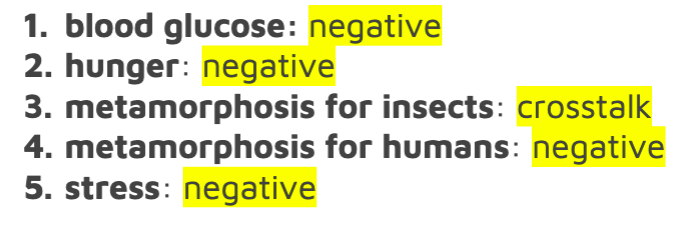 1. blood glucose: negative
2. hunger: negative
3. metamorphosis for insects: crosstalk
4. metamorphosis for humans: negative
5. stress: negative